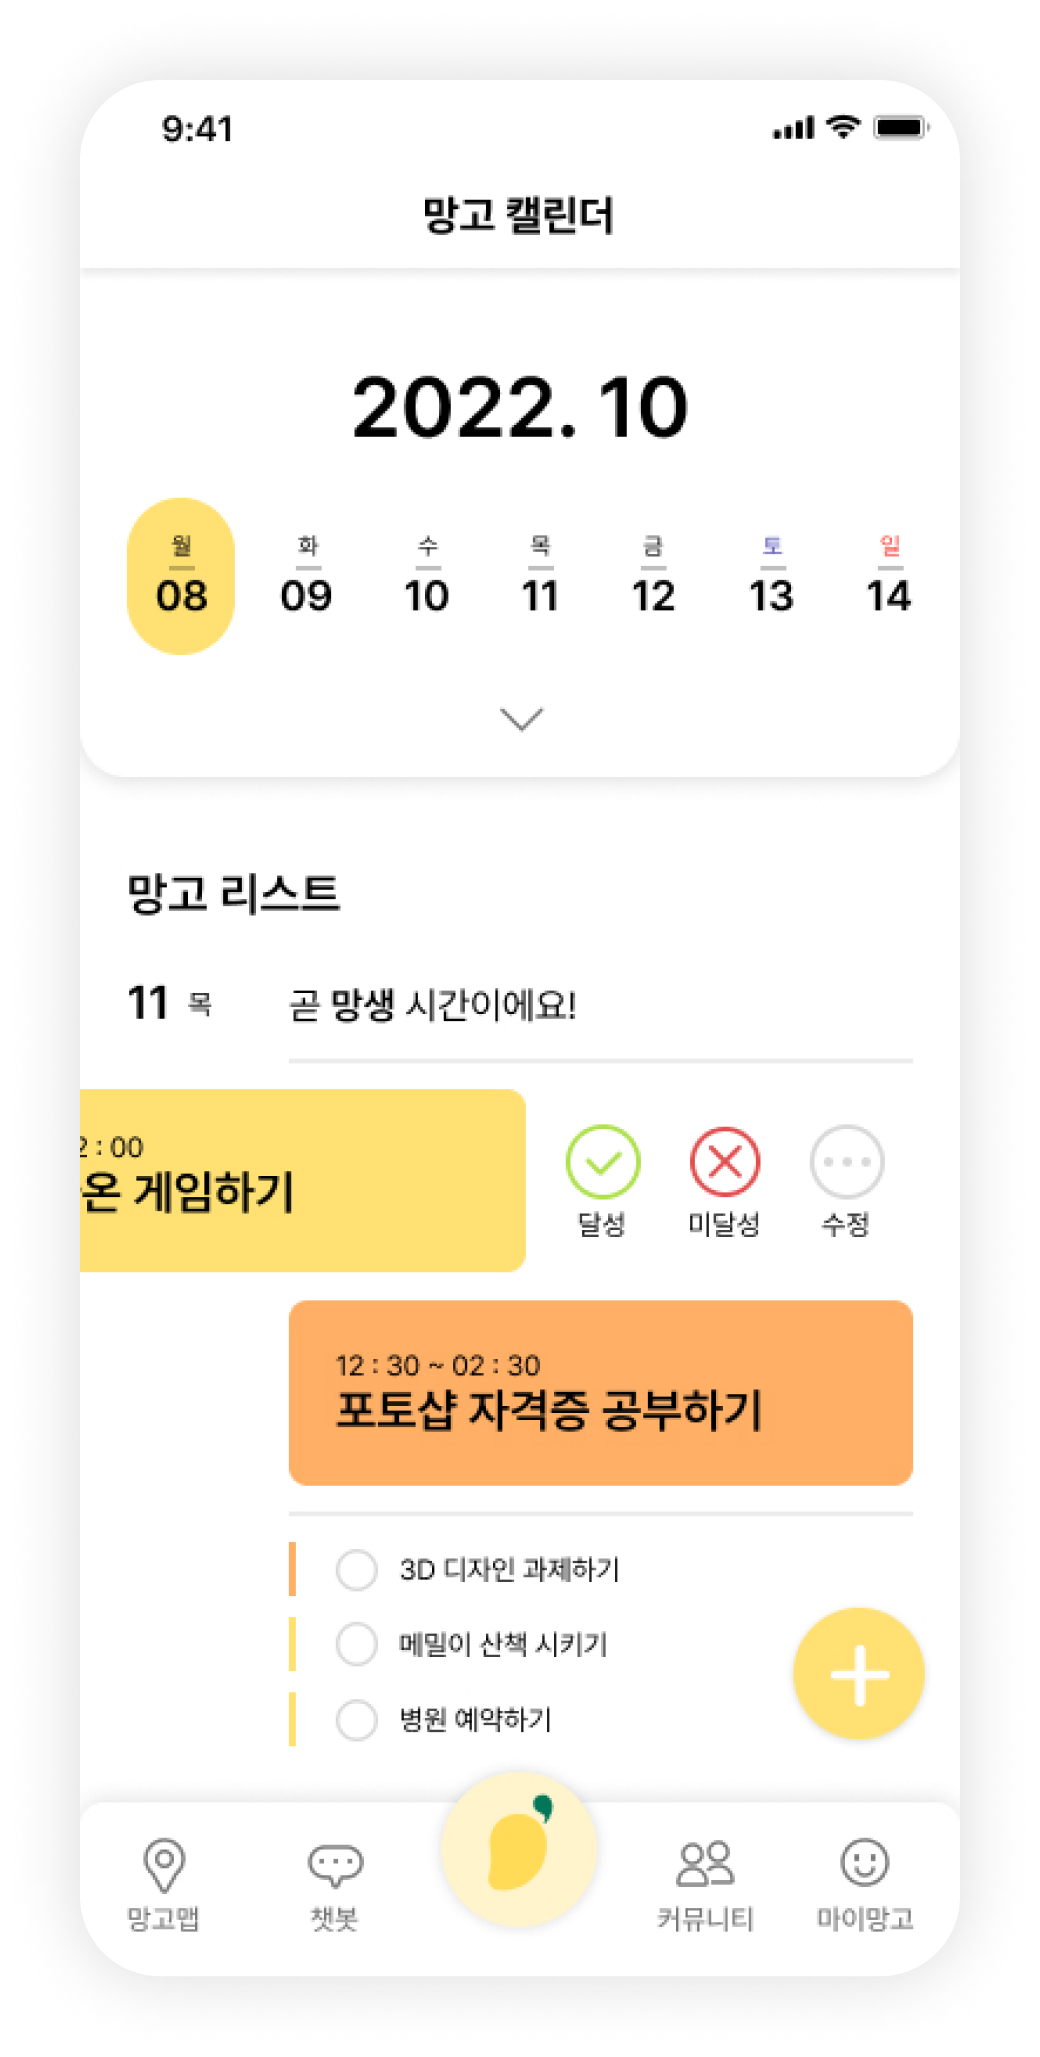 9:41
망고 캘린더
2022. 10
월 화 수 목 금 토 일
08 09 10 11 12 13 14
망고 리스트
11 목 곧 망생 시간이에요!
: 00
온 게임하기
달성 미달성 수정
12 : 30 ~ 02 : 30
포토샵 자격증 공부하기
3D 디자인 과제하기
메밀이 산책 시키기
병원 예약하기
망고맵 챗봇 커뮤니티 마이망고